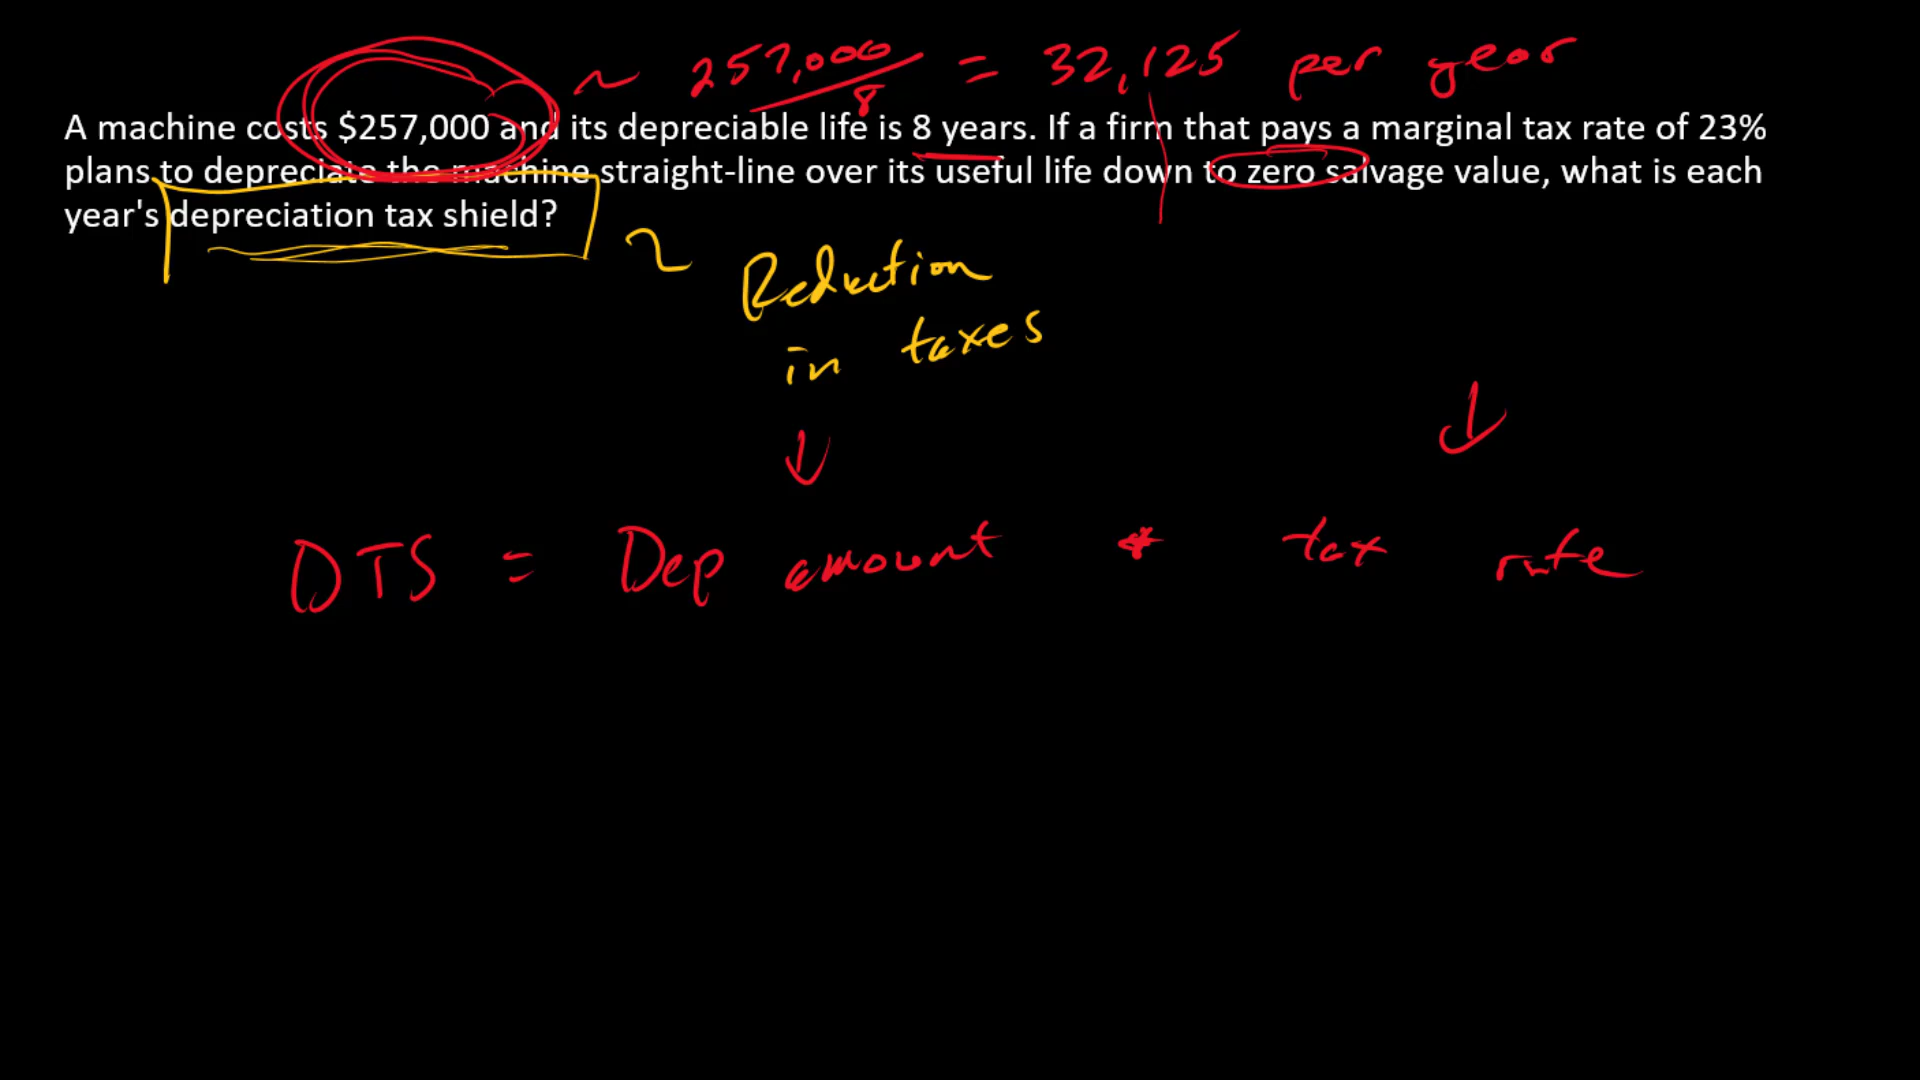 ~ 257,000/8 = 32,125 per year
A machine costs $257,000 and its depreciable life is 8 years. If a firm that pays a marginal tax rate of 23%
plans to depreciate the machine straight-line over its useful life down to zero salvage value, what is each
year's depreciation tax shield?
~ Reduction
in taxes
DTS = Dep amount * tax rate